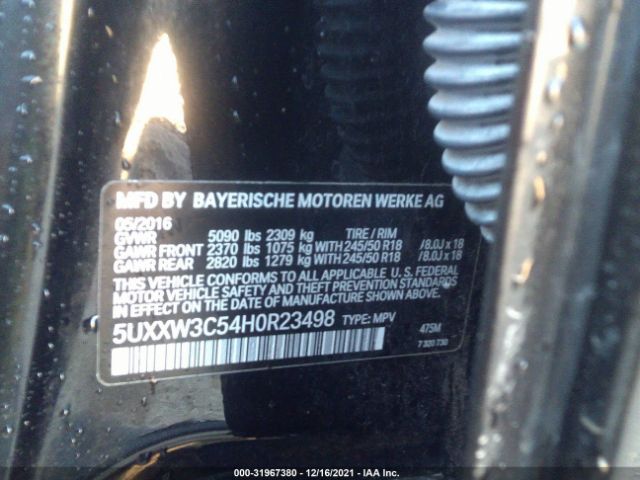 MFD BY BAYERISCHE MOTOREN WERKE AG
05/2016
GVWR 5090 lbs 2309 kg TIRE / RIM
GAWR FRONT 2370 lbs 1075 kg WITH 245/50 R18 /8.0J x 18
GAWR REAR 2820 lbs 1279 kg WITH 245/50 R18 /8.0J x 18
THIS VEHICLE CONFORMS TO ALL APPLICABLE U.S. FEDERAL
MOTOR VEHICLE SAFETY AND THEFT PREVENTION STANDARDS
IN EFFECT ON THE DATE OF MANUFACTURE SHOWN ABOVE.
5UXXW3C54H0R23498 TYPE: MPV
475M
7 320 730
000-31967380 - 12/16/2021 - IAA Inc.